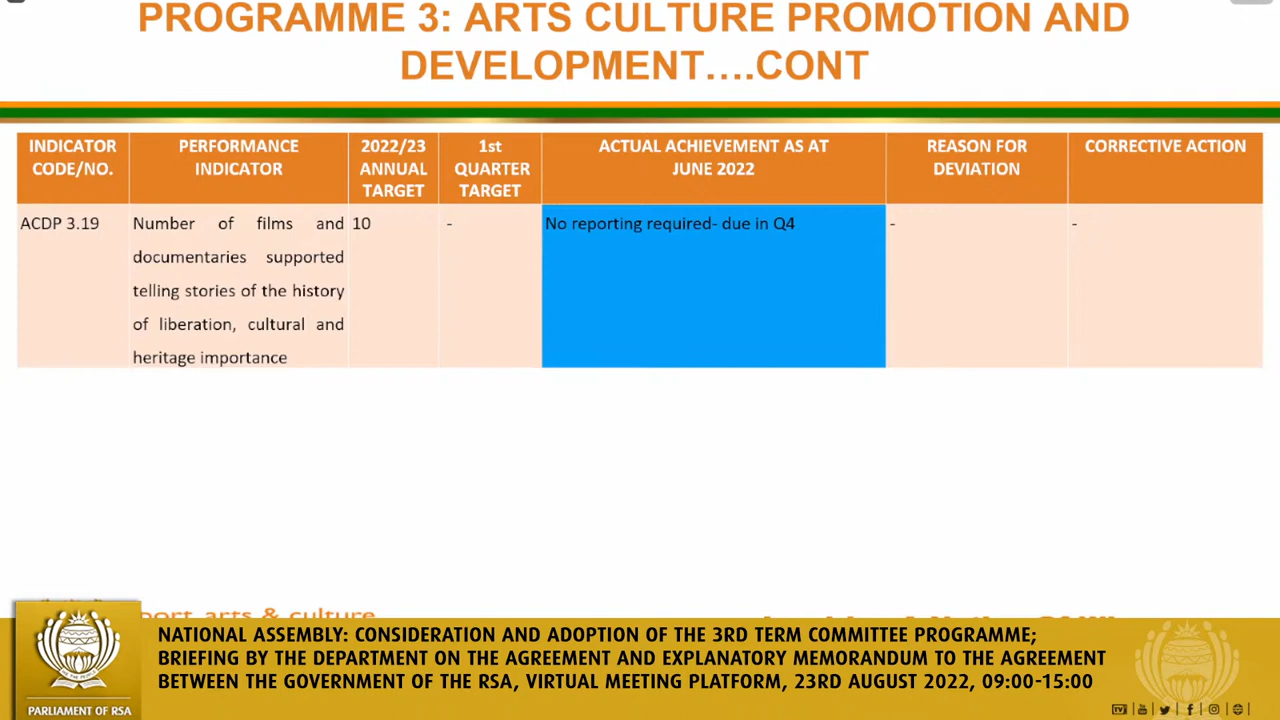 PROGRAMME 3: ARTS CULTURE PROMOTION AND
DEVELOPMENT....CONT
INDICATOR CODE/NO.
PERFORMANCE INDICATOR
2022/23 ANNUAL TARGET
1st QUARTER TARGET
ACTUAL ACHIEVEMENT AS AT JUNE 2022
REASON FOR DEVIATION
CORRECTIVE ACTION
ACDP 3.19
Number of films and
documentaries supported
telling stories of the history
of liberation, cultural and
heritage importance
10
-
No reporting required- due in Q4
-
-
arts & culture
NATIONAL ASSEMBLY: CONSIDERATION AND ADOPTION OF THE 3RD TERM COMMITTEE PROGRAMME;
BRIEFING BY THE DEPARTMENT ON THE AGREEMENT AND EXPLANATORY MEMORANDUM TO THE AGREEMENT
BETWEEN THE GOVERNMENT OF THE RSA, VIRTUAL MEETING PLATFORM, 23RD AUGUST 2022, 09:00-15:00
PARLIAMENT OF RSA